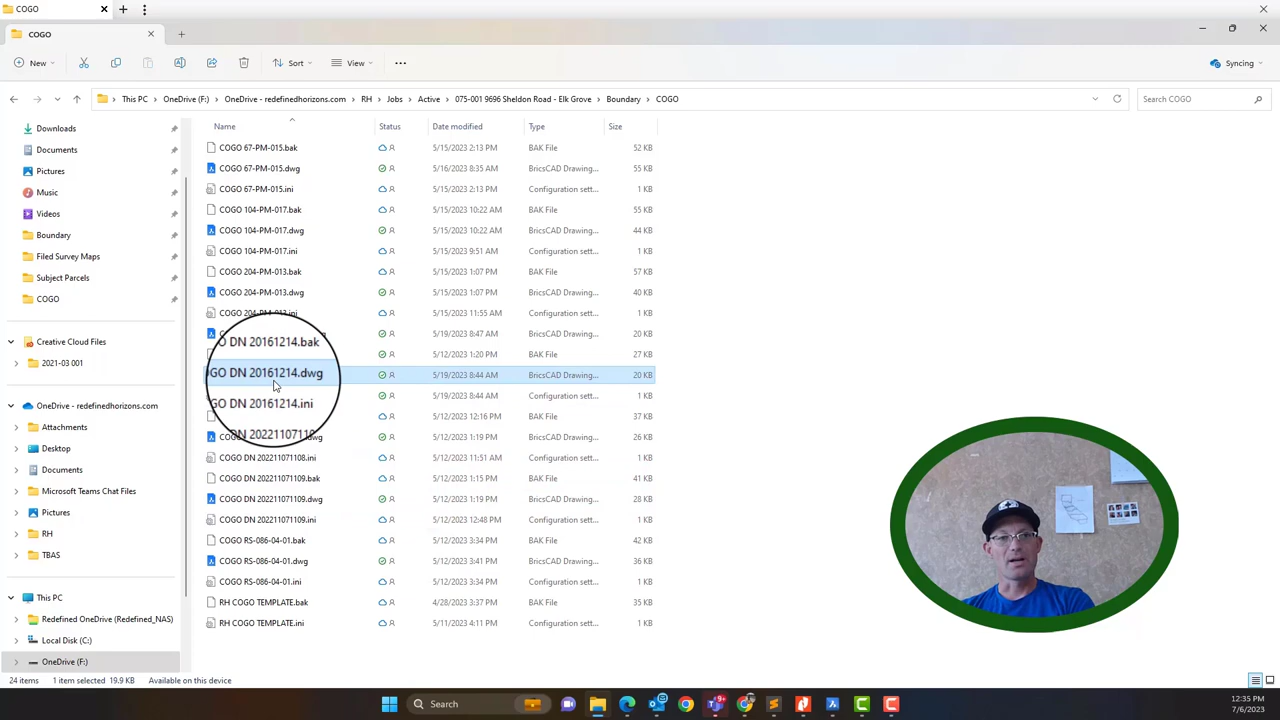 COGO
COGO
New
Sort
View
Syncing
This PC
OneDrive (F:)
OneDrive - redefinedhorizons.com
RH
Jobs
Active
075-001 9696 Sheldon Road - Elk Grove
Boundary
COGO
Search COGO
Name Status Date modified Type Size
Downloads
Documents
Pictures
Music
Videos
Boundary
Filed Survey Maps
Subject Parcels
COGO
Creative Cloud Files
2021-03 001
OneDrive - redefinedhorizons.com
Attachments
Desktop
Documents
Microsoft Teams Chat Files
Pictures
RH
TBAS
This PC
Redefined OneDrive (Redefined_NAS)
Local Disk (C:)
OneDrive (F:)
COGO 67-PM-015.bak 5/15/2023 2:13 PM BAK File 52 KB
COGO 67-PM-015.dwg 5/16/2023 8:35 AM BricsCAD Drawing... 55 KB
COGO 67-PM-015.ini 5/15/2023 2:13 PM Configuration sett... 1 KB
COGO 104-PM-017.bak 5/15/2023 10:22 AM BAK File 55 KB
COGO 104-PM-017.dwg 5/15/2023 10:22 AM BricsCAD Drawing... 44 KB
COGO 104-PM-017.ini 5/15/2023 9:51 AM Configuration sett... 1 KB
COGO 204-PM-013.bak 5/15/2023 1:07 PM BAK File 57 KB
COGO 204-PM-013.dwg 5/15/2023 1:07 PM BricsCAD Drawing... 40 KB
COGO 204-PM-013.ini 5/15/2023 11:55 AM Configuration sett... 1 KB
5/19/2023 8:47 AM BricsCAD Drawing... 20 KB
O DN 20161214.bak 5/12/2023 1:20 PM BAK File 27 KB
GO DN 20161214.dwg 5/19/2023 8:44 AM BricsCAD Drawing... 20 KB
GO DN 20161214.ini 5/19/2023 8:44 AM Configuration sett... 1 KB
5/12/2023 12:16 PM BAK File 37 KB
DN 2022110711 dwg 5/12/2023 1:19 PM BricsCAD Drawing... 26 KB
COGO DN 202211071108.ini 5/12/2023 11:51 AM Configuration sett... 1 KB
COGO DN 202211071109.bak 5/12/2023 1:15 PM BAK File 41 KB
COGO DN 202211071109.dwg 5/12/2023 1:19 PM BricsCAD Drawing... 28 KB
COGO DN 202211071109.ini 5/12/2023 12:48 PM Configuration sett... 1 KB
COGO RS-086-04-01.bak 5/12/2023 3:34 PM BAK File 42 KB
COGO RS-086-04-01.dwg 5/12/2023 3:41 PM BricsCAD Drawing... 36 KB
COGO RS-086-04-01.ini 5/12/2023 3:34 PM Configuration sett... 1 KB
RH COGO TEMPLATE.bak 4/28/2023 3:37 PM BAK File 35 KB
RH COGO TEMPLATE.ini 5/11/2023 4:11 PM Configuration sett... 1 KB
24 items 1 item selected 19.9 KB Available on this device
Search
9+
12:35 PM
7/6/2023